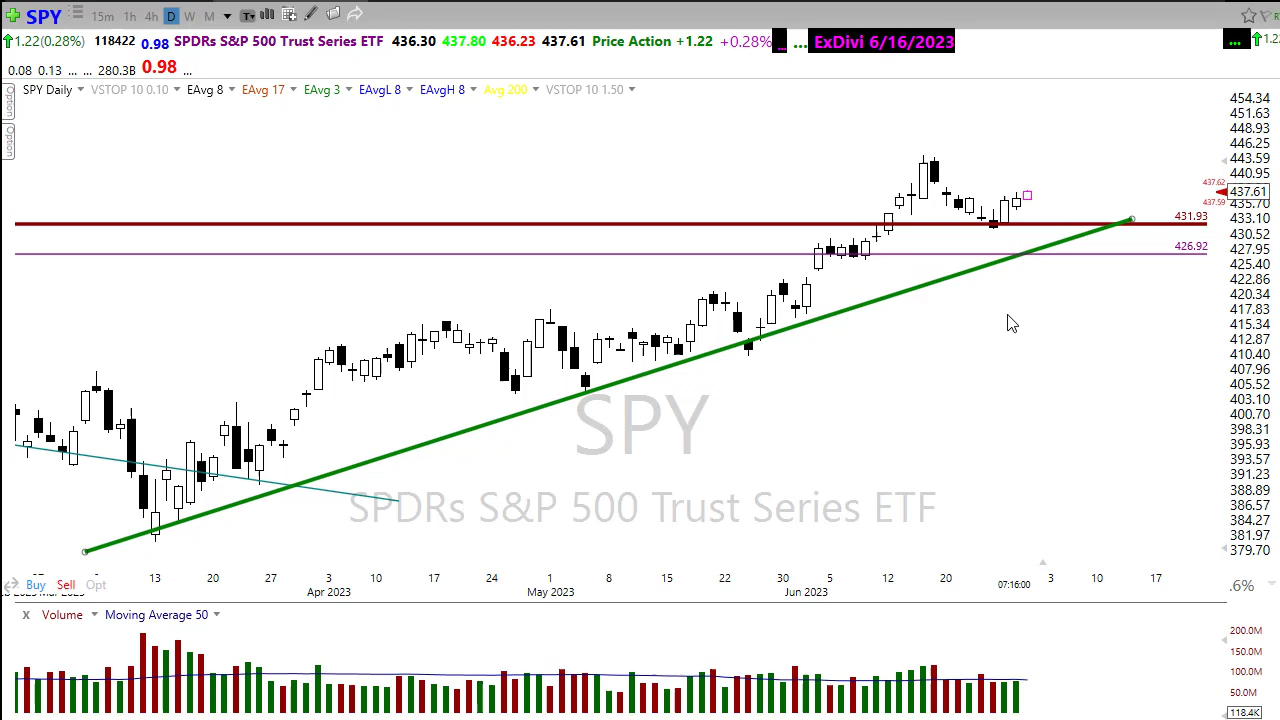 SPY 15m 1h 4h D W M T
1.22(0.28%) 118422 0.98 SPDRs S&P 500 Trust Series ETF 436.30 437.80 436.23 437.61 Price Action +1.22 +0.28% ... ... ExDivi 6/16/2023 ...
0.08 0.13 ... ... 280.3B 0.98 ...
SPY Daily VSTOP 10 0.10 EAvg 8 EAvg 17 EAvg 3 EAvgL 8 EAvgH 8 Avg 200 VSTOP 10 1.50
Option
Option
454.34
451.63
448.93
446.25
443.59
440.95
437.62
437.61
437.59
435.70
431.93
433.10
430.52
426.92
427.95
425.40
422.86
420.34
417.83
415.34
412.87
410.40
407.96
405.52
403.10
400.70
398.31
395.93
393.57
391.23
388.89
386.57
384.27
381.97
379.70
SPY
SPDRs S&P 500 Trust Series ETF
13 20 27 3 10 17 24 1 8 15 22 30 5 12 20 07:16:00 3 10 17
Buy Sell Opt .6%
Apr 2023 May 2023 Jun 2023
X Volume Moving Average 50
200.0M
150.0M
100.0M
50.0M
118.4K